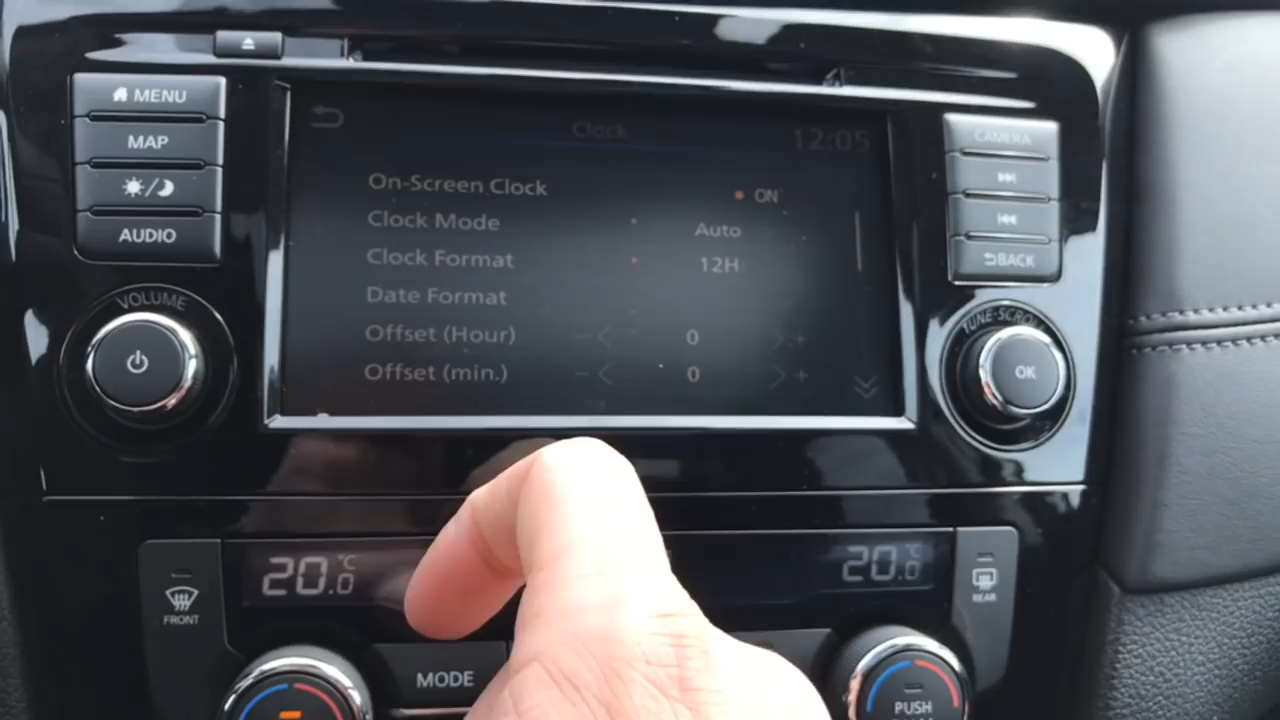 MENU
MAP
AUDIO
VOLUME
Clock
12:05
On-Screen Clock
ON
Clock Mode
Auto
Clock Format
12H
Date Format
Offset (Hour)
- < 0 > +
Offset (min.)
- < 0 > +
CAMERA
BACK
TUNE-SCROLL
OK
20.0 °C
20.0 °C
FRONT
REAR
MODE
PUSH